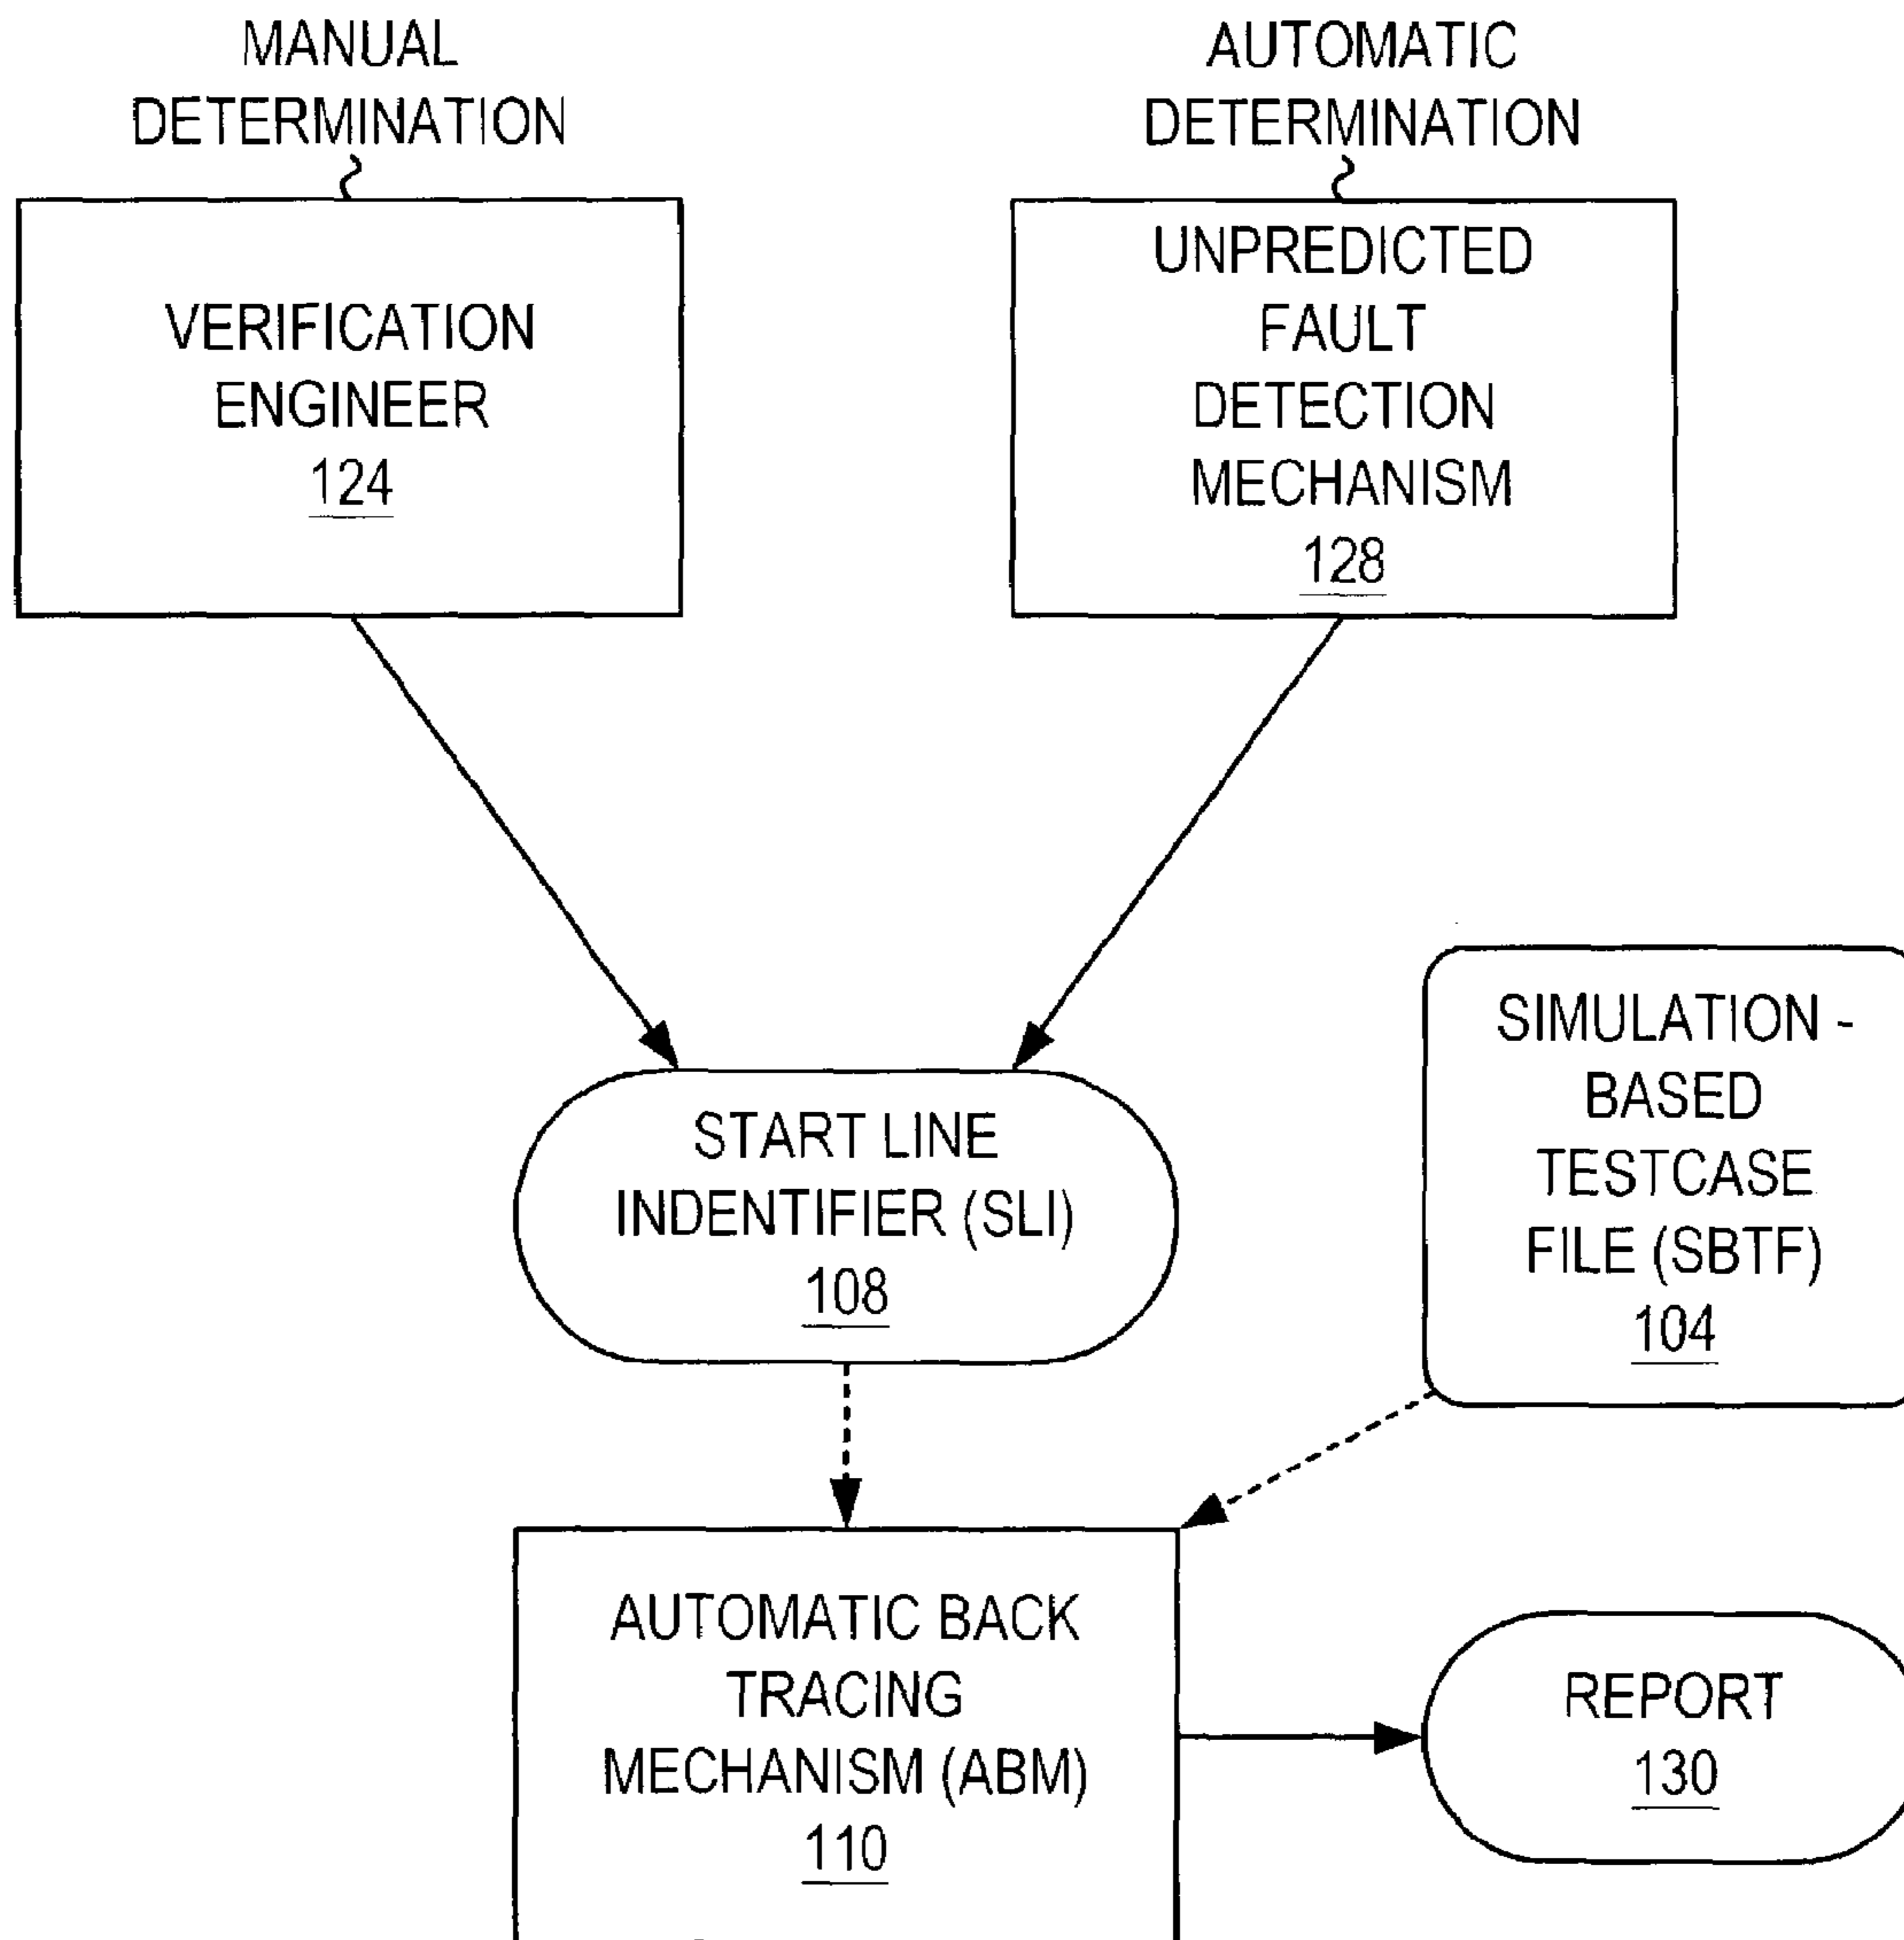 MANUAL
DETERMINATION
AUTOMATIC
DETERMINATION
VERIFICATION
ENGINEER
124
UNPREDICTED
FAULT
DETECTION
MECHANISM
128
START LINE
INDENTIFIER (SLI)
108
SIMULATION -
BASED
TESTCASE
FILE (SBTF)
104
AUTOMATIC BACK
TRACING
MECHANISM (ABM)
110
REPORT
130